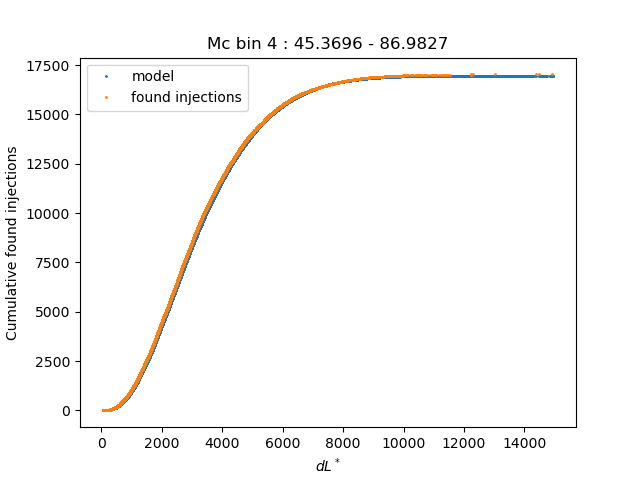 Mc bin 4 : 45.3696 - 86.9827
model
found injections
Cumulative found injections
17500
15000
12500
10000
7500
5000
2500
0
0 2000 4000 6000 8000 10000 12000 14000
dL*